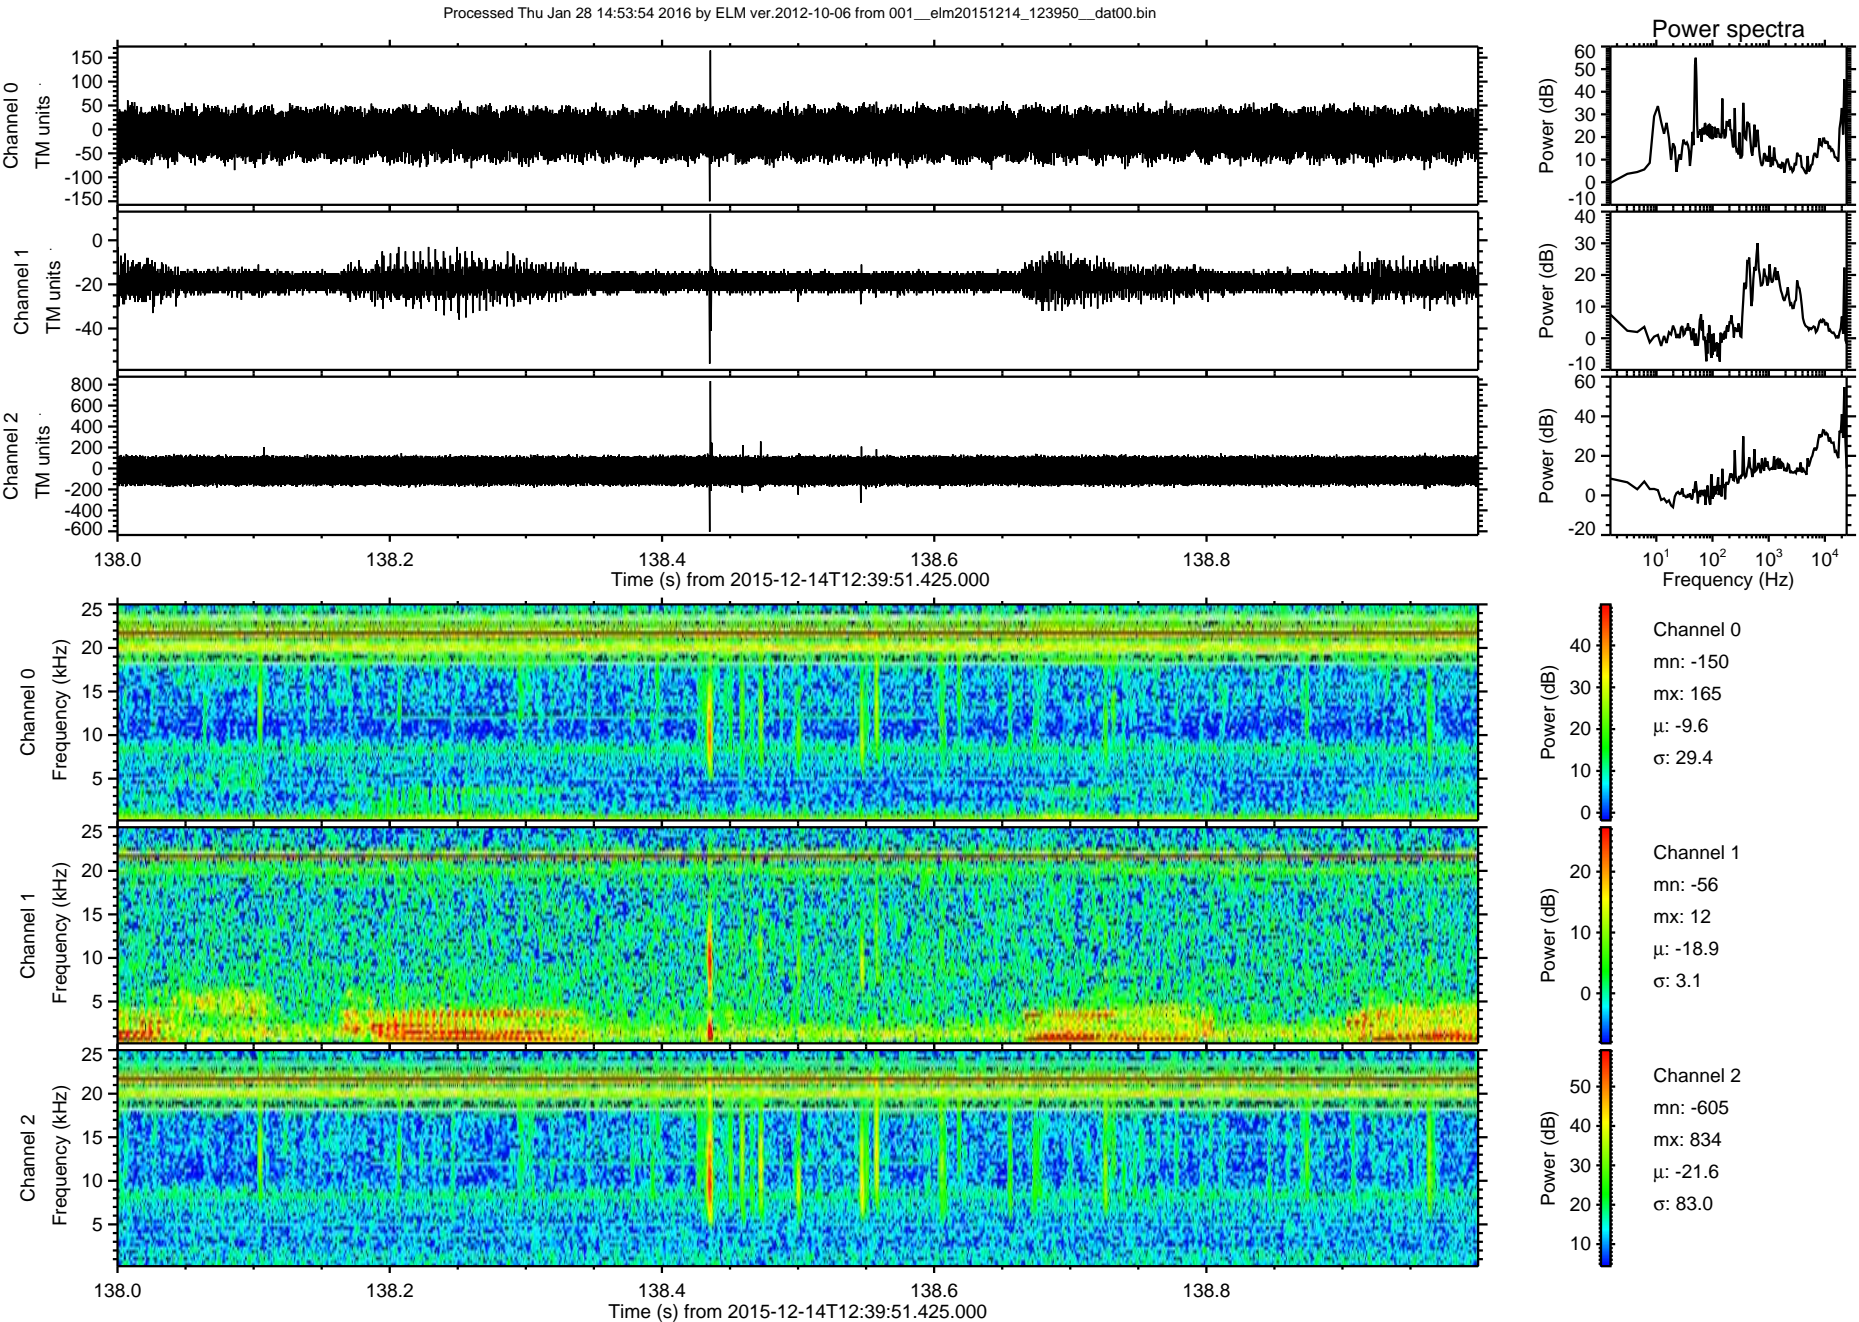 Processed Thu Jan 28 14:53:54 2016 by ELM ver.2012-10-06 from 001__elm20151214_123950__dat00.bin
Power spectra
Channel 0
TM units
150
100
50
0
-50
-100
-150
Power (dB)
60
50
40
30
20
10
0
-10
Channel 1
TM units
0
-20
-40
Power (dB)
40
30
20
10
0
-10
Channel 2
TM units
800
600
400
200
0
-200
-400
-600
Power (dB)
60
40
20
0
-20
138.0 138.2 138.4 138.6 138.8
Time (s) from 2015-12-14T12:39:51.425.000
10^1 10^2 10^3 10^4
Frequency (Hz)
Channel 0
Frequency (kHz)
25
20
15
10
5
Power (dB)
40
30
20
10
0
Channel 0
mn: -150
mx: 165
μ: -9.6
σ: 29.4
Channel 1
Frequency (kHz)
25
20
15
10
5
Power (dB)
20
10
0
Channel 1
mn: -56
mx: 12
μ: -18.9
σ: 3.1
Channel 2
Frequency (kHz)
25
20
15
10
5
Power (dB)
50
40
30
20
10
Channel 2
mn: -605
mx: 834
μ: -21.6
σ: 83.0
138.0 138.2 138.4 138.6 138.8
Time (s) from 2015-12-14T12:39:51.425.000